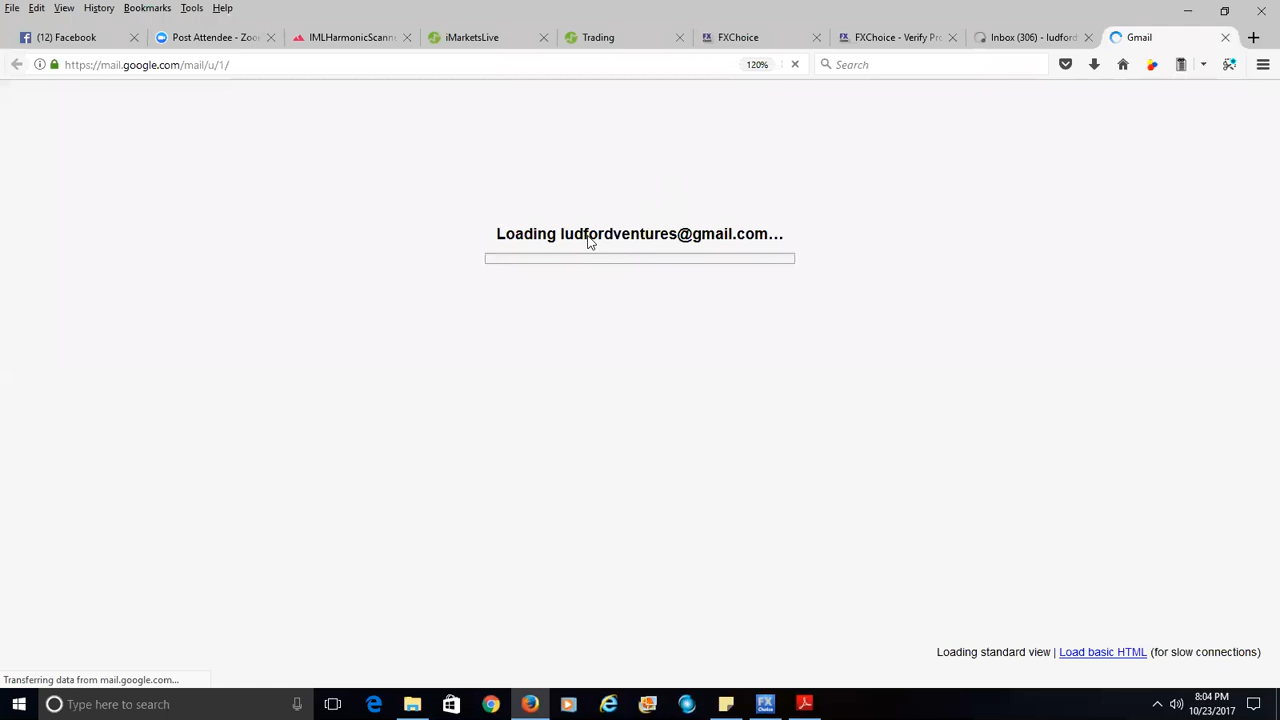 File Edit View History Bookmarks Tools Help
(12) Facebook Post Attendee - Zoo IMLHarmonicScann iMarketsLive Trading FXChoice FXChoice - Verify Pro Inbox (306) - ludford Gmail
https://mail.google.com/mail/u/1/ 120% Search
Loading ludfordventures@gmail.com...
Loading standard view | Load basic HTML (for slow connections)
Transferring data from mail.google.com...
Type here to search
8:04 PM
10/23/2017